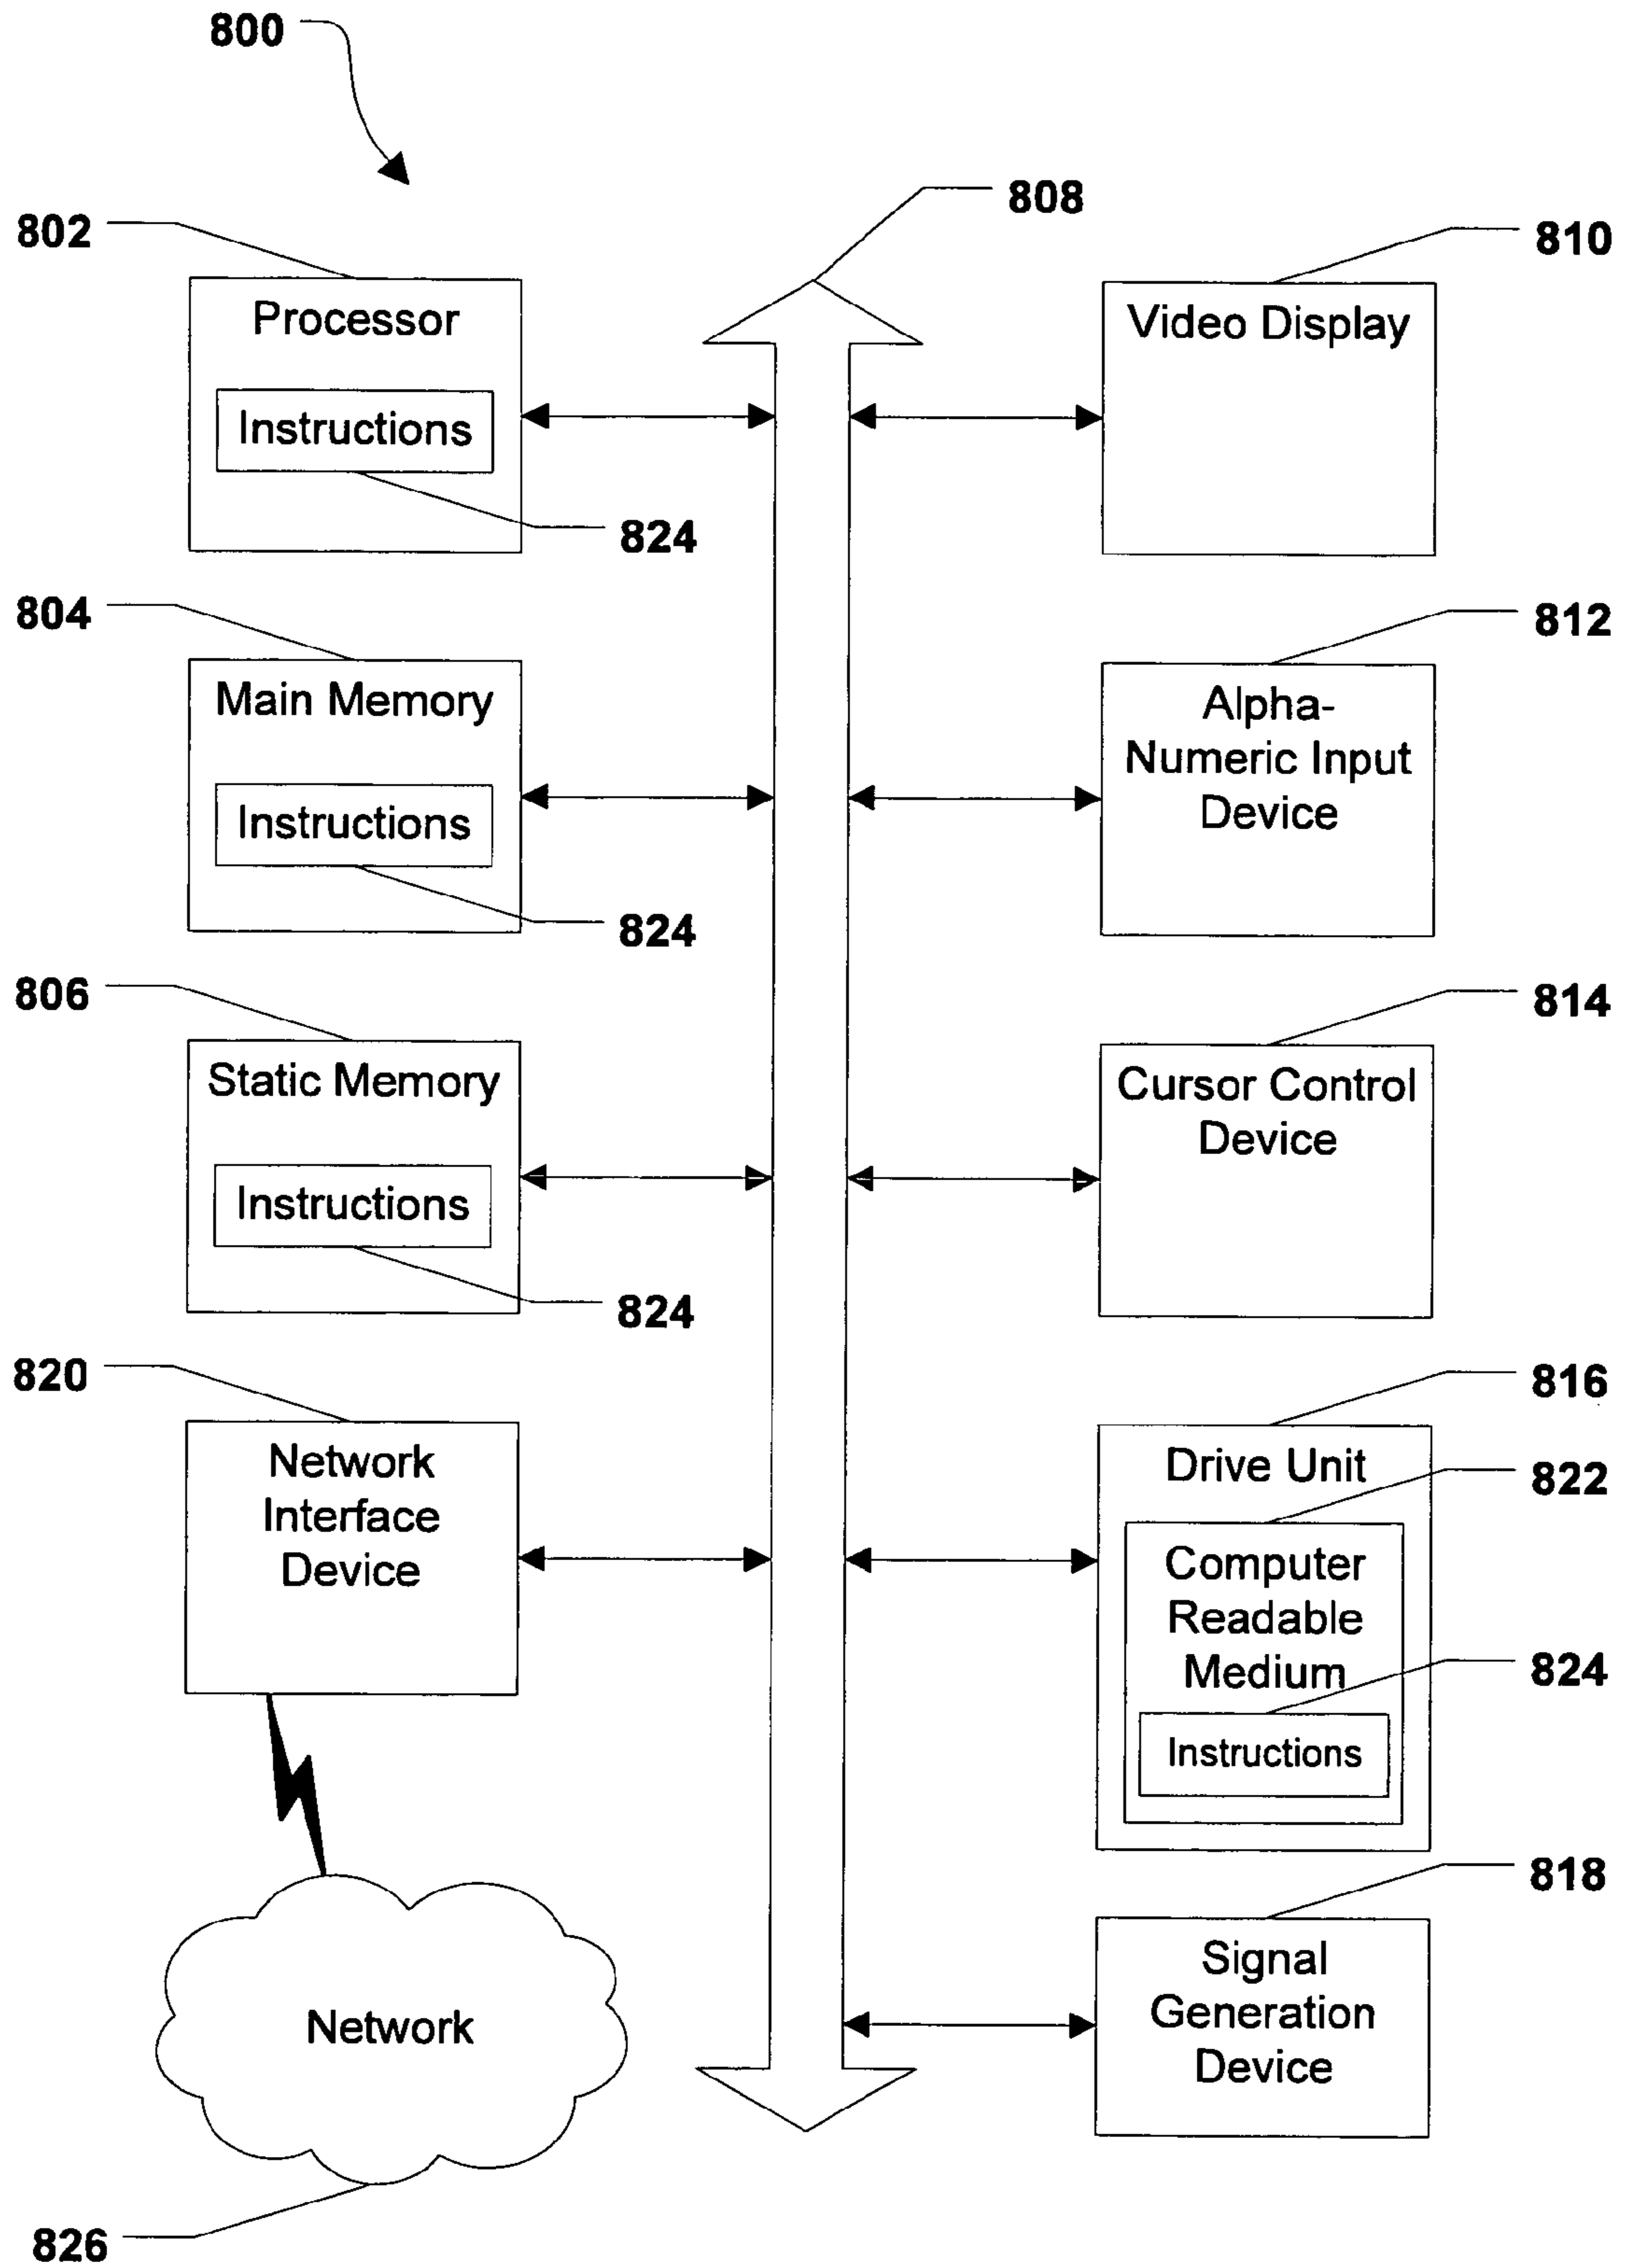 800
808
802
810
Processor
Instructions
824
Video Display
804
812
Main Memory
Instructions
824
Alpha-
Numeric Input
Device
806
814
Static Memory
Instructions
824
Cursor Control
Device
820
816
Network
Interface
Device
Drive Unit
822
Computer
Readable
Medium
824
Instructions
818
Signal
Generation
Device
Network
826